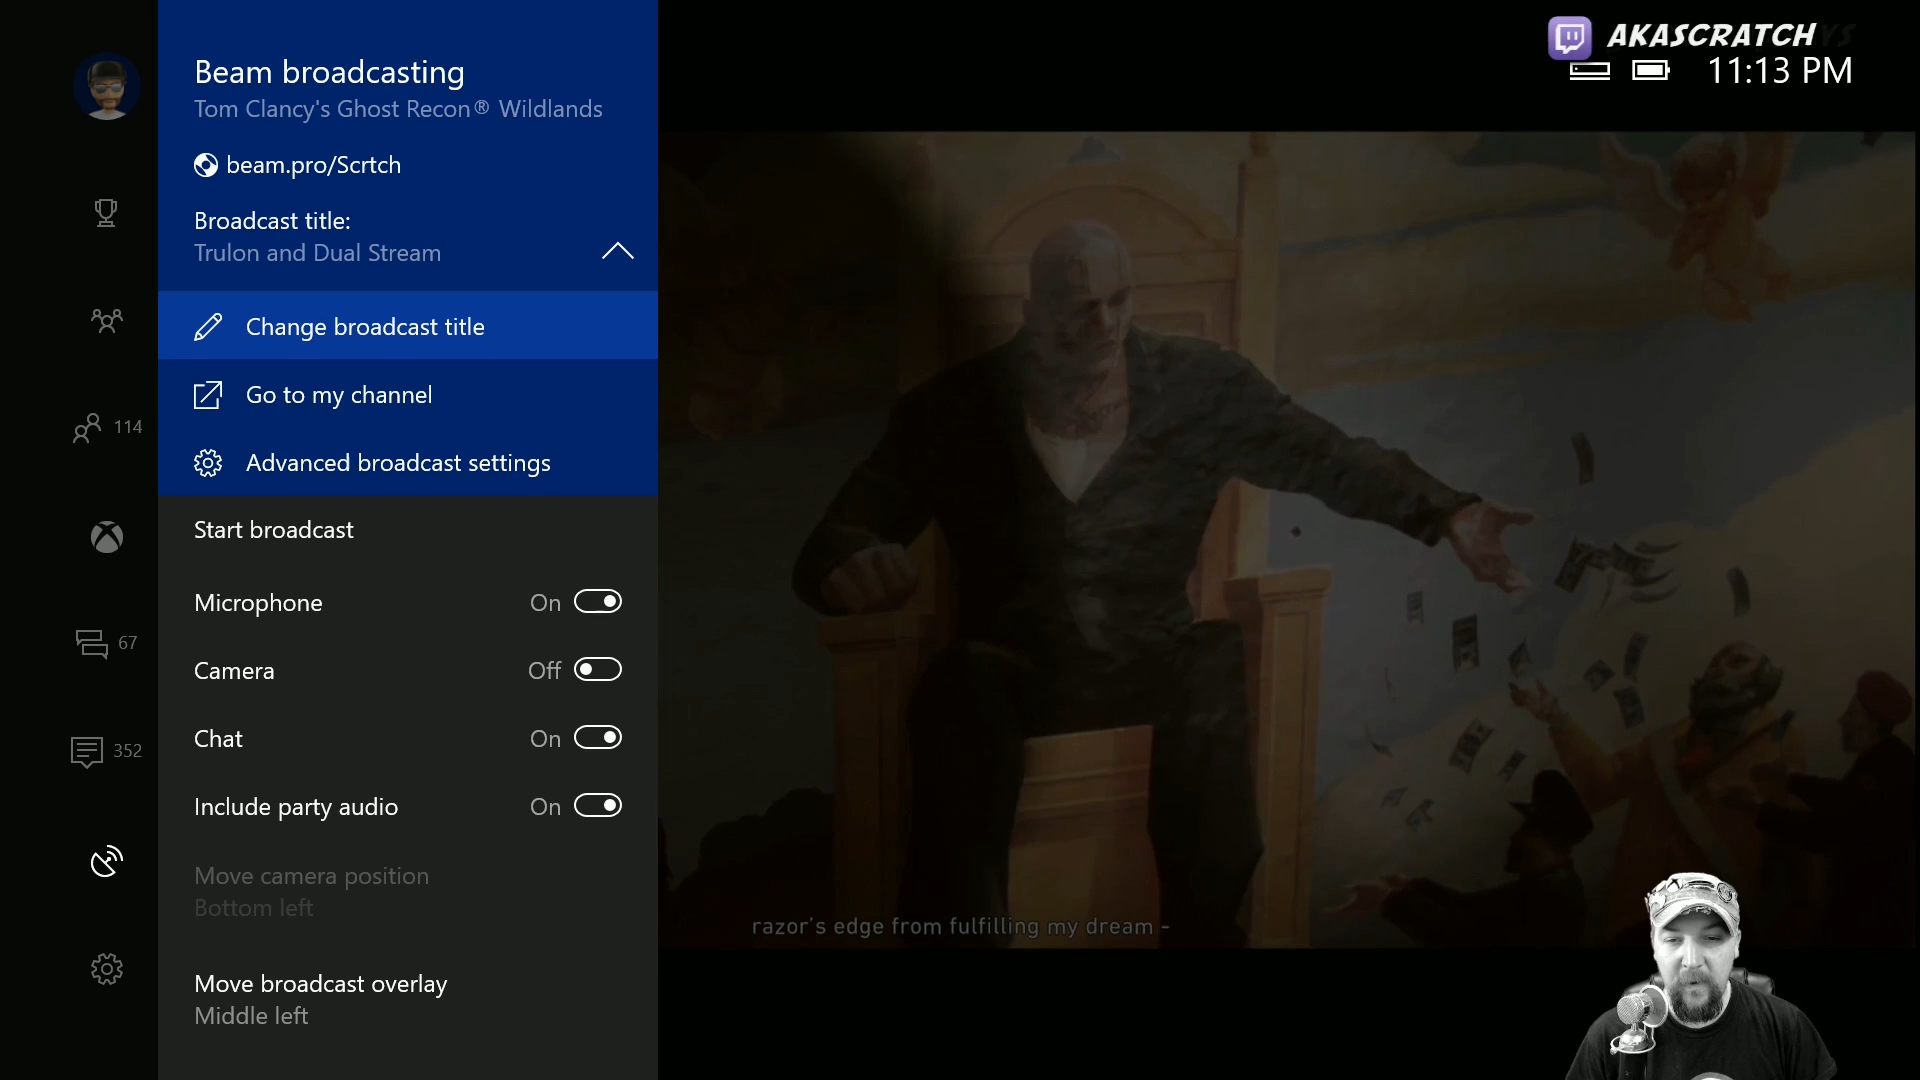 Beam broadcasting
Tom Clancy's Ghost Recon® Wildlands
beam.pro/Scrtch
Broadcast title:
Trulon and Dual Stream
Change broadcast title
Go to my channel
Advanced broadcast settings
Start broadcast
Microphone On
Camera Off
Chat On
Include party audio On
Move camera position
Bottom left
Move broadcast overlay
Middle left
114
67
352
AKASCRATCH
11:13 PM
razor's edge from fulfilling my dream -